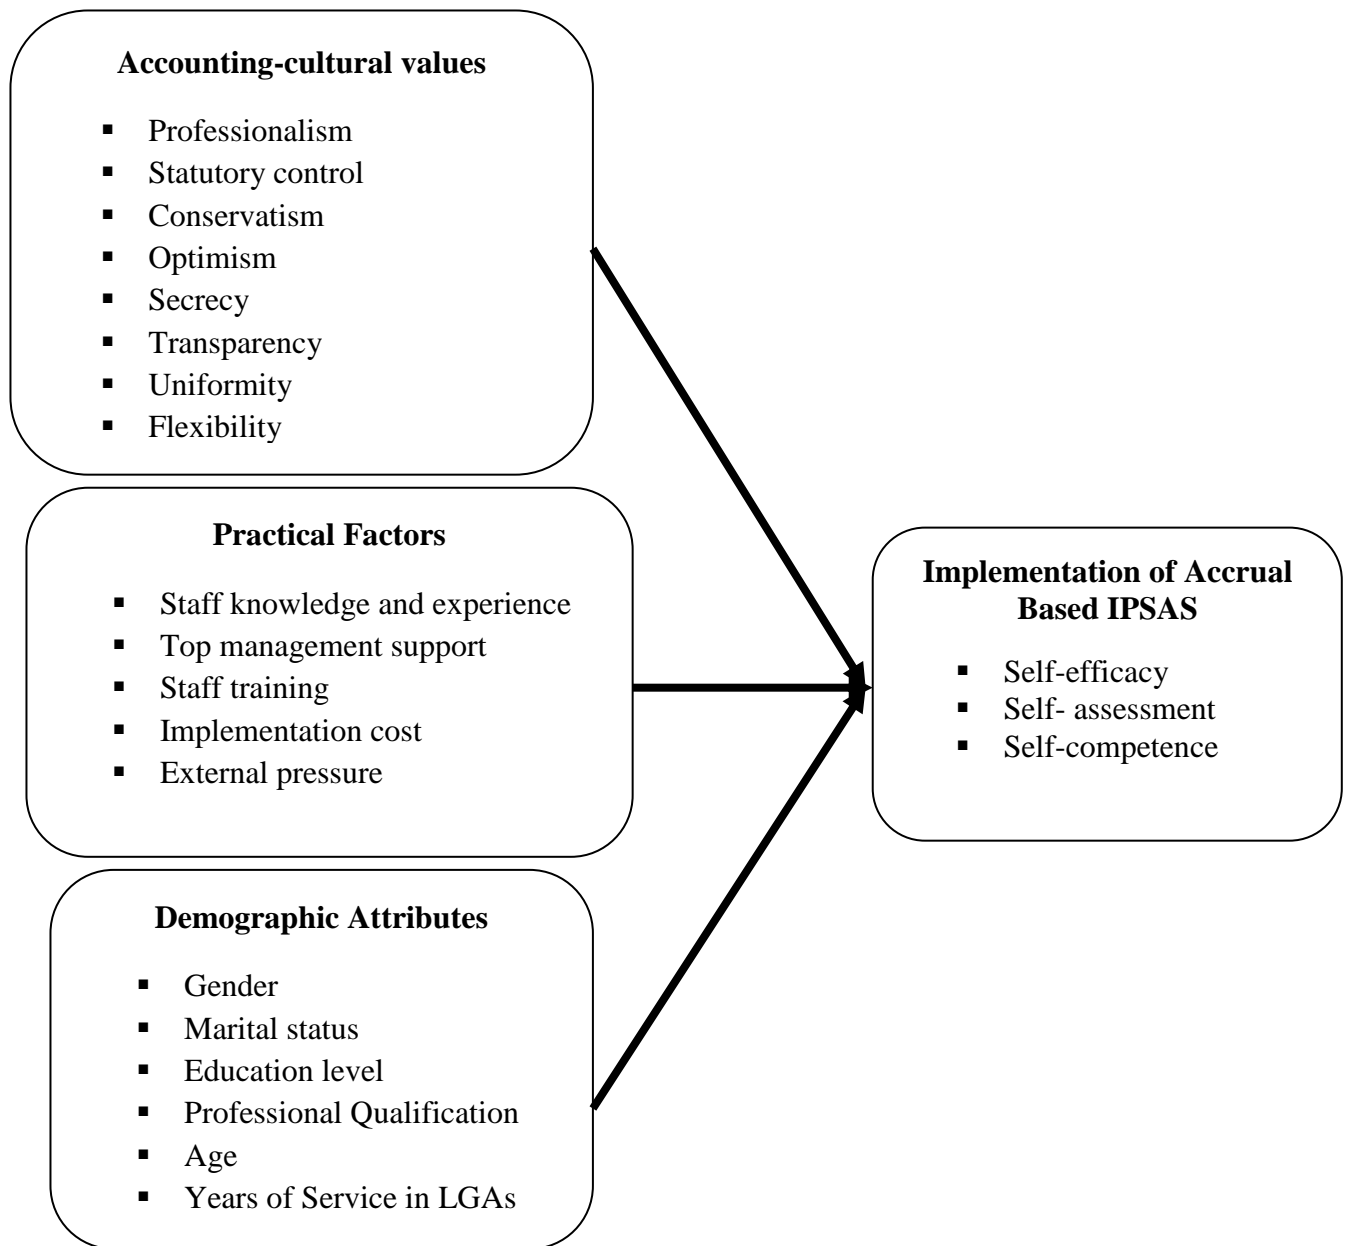 Accounting-cultural values
▪ Professionalism
▪ Statutory control
▪ Conservatism
▪ Optimism
▪ Secrecy
▪ Transparency
▪ Uniformity
▪ Flexibility
Practical Factors
▪ Staff knowledge and experience
▪ Top management support
▪ Staff training
▪ Implementation cost
▪ External pressure
Demographic Attributes
▪ Gender
▪ Marital status
▪ Education level
▪ Professional Qualification
▪ Age
▪ Years of Service in LGAs
Implementation of Accrual
Based IPSAS
▪ Self-efficacy
▪ Self- assessment
▪ Self-competence